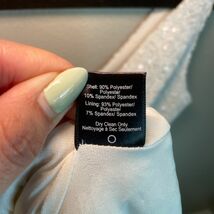 Shell: 90% Polyester/
Polyester
10% Spandex/ Spandex
Lining: 93% Polyester/
Polyester
7% Spandex/ Spandex
Dry Clean Only
Nettoyage à Sec Seulement